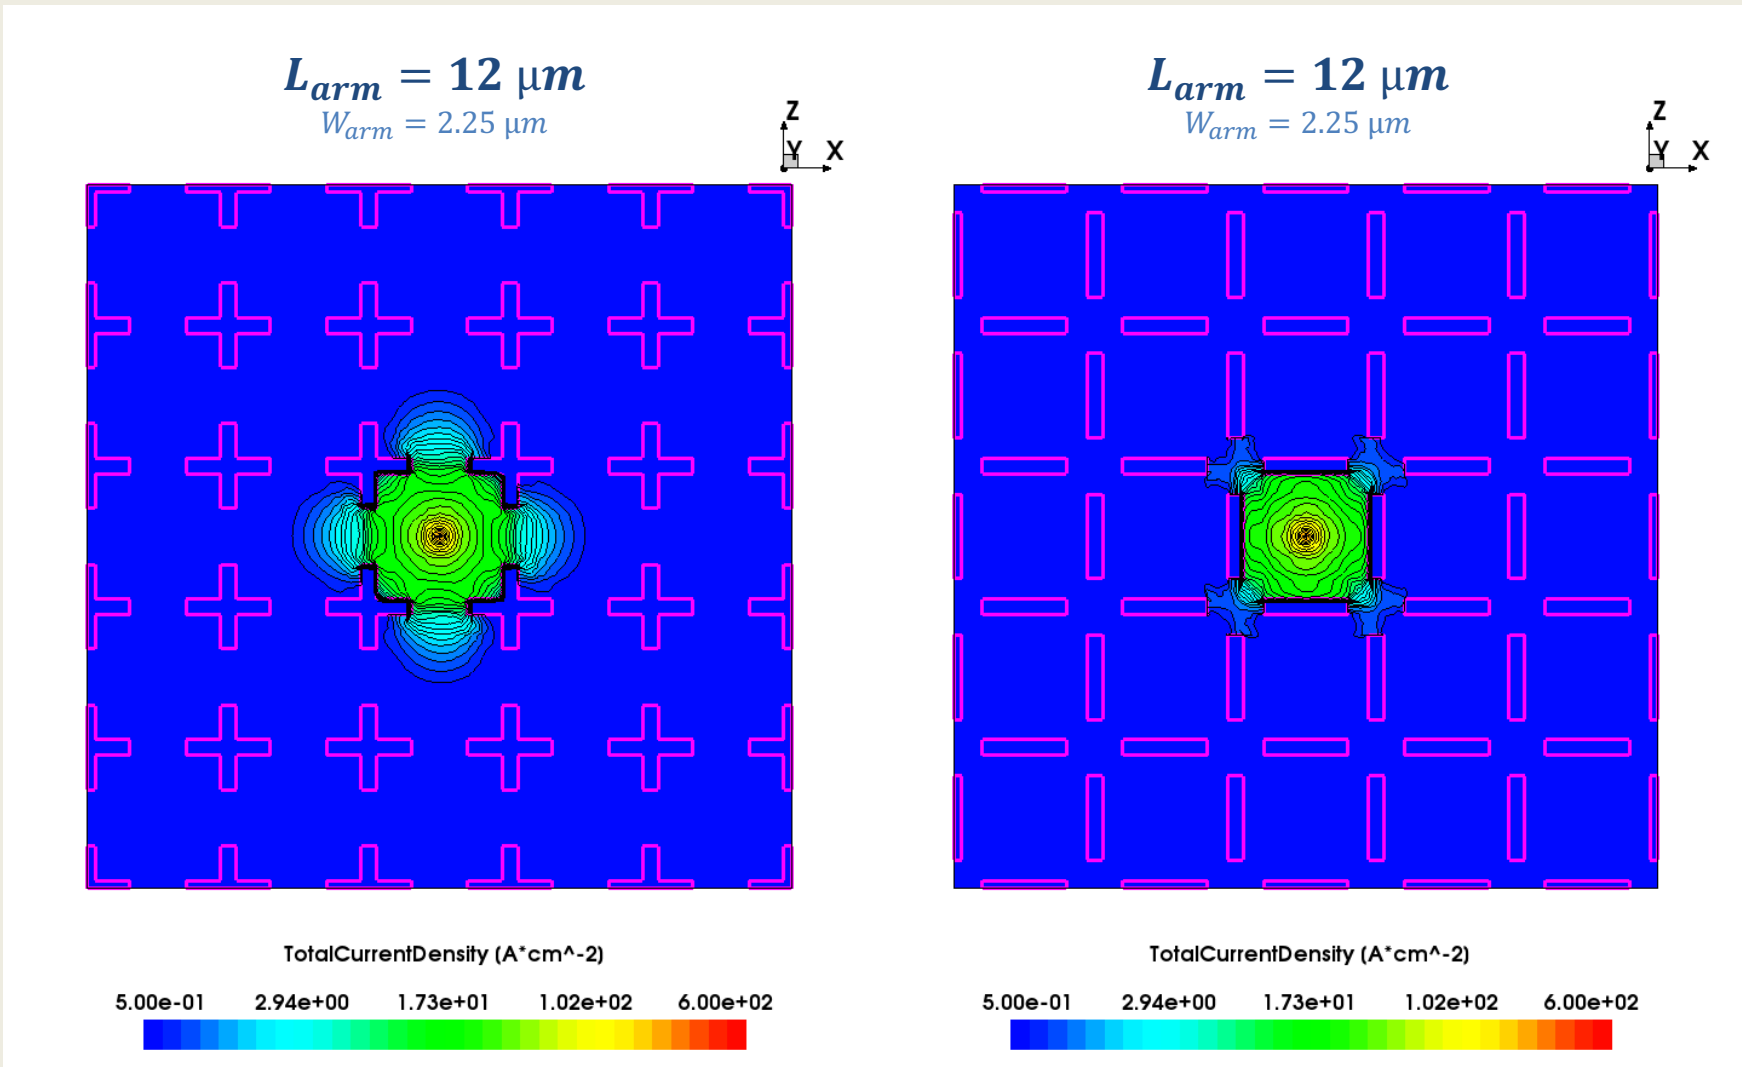 L_arm = 12 μm
W_arm = 2.25 μm
Z
Y X
TotalCurrentDensity (A*cm^-2)
5.00e-01 2.94e+00 1.73e+01 1.02e+02 6.00e+02
L_arm = 12 μm
W_arm = 2.25 μm
Z
Y X
TotalCurrentDensity (A*cm^-2)
5.00e-01 2.94e+00 1.73e+01 1.02e+02 6.00e+02